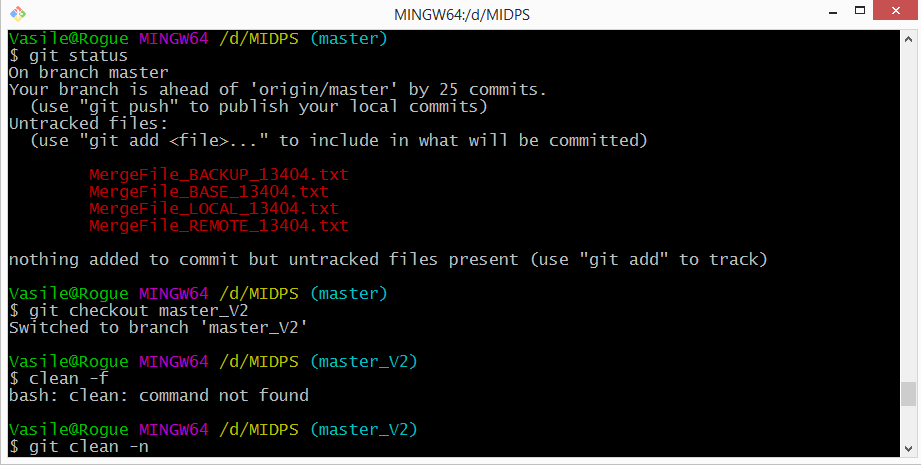 MINGW64:/d/MIDPS
Vasile@Rogue MINGW64 /d/MIDPS (master)
$ git status
On branch master
Your branch is ahead of 'origin/master' by 25 commits.
  (use "git push" to publish your local commits)
Untracked files:
  (use "git add <file>..." to include in what will be committed)
        MergeFile_BACKUP_13404.txt
        MergeFile_BASE_13404.txt
        MergeFile_LOCAL_13404.txt
        MergeFile_REMOTE_13404.txt
nothing added to commit but untracked files present (use "git add" to track)
Vasile@Rogue MINGW64 /d/MIDPS (master)
$ git checkout master_V2
Switched to branch 'master_V2'
Vasile@Rogue MINGW64 /d/MIDPS (master_V2)
$ clean -f
bash: clean: command not found
Vasile@Rogue MINGW64 /d/MIDPS (master_V2)
$ git clean -n